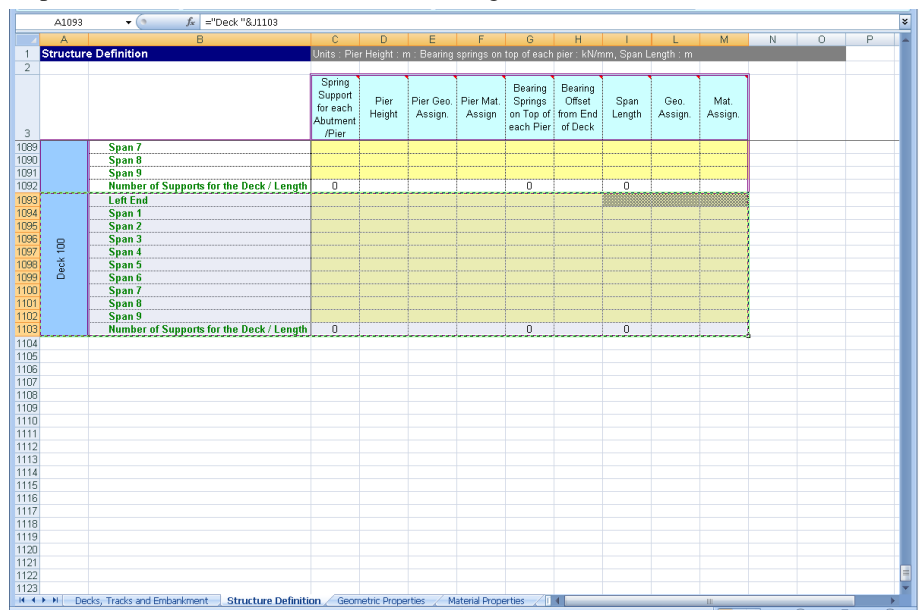 A1093 fx ="Deck "&J1103
A B C D E F G H I L M N O P
1 Structure Definition Units : Pier Height : m : Bearing springs on top of each pier : kN/mm, Span Length : m
2
3 Spring Support for each Abutment /Pier Pier Height Pier Geo. Assign. Pier Mat. Assign Bearing Springs on Top of each Pier Bearing Offset from End of Deck Span Length Geo. Assign. Mat. Assign.
1089 Span 7
1090 Span 8
1091 Span 9
1092 Number of Supports for the Deck / Length 0 0 0
1093 Left End
1094 Span 1
1095 Span 2
1096 Span 3
1097 Span 4
Deck 100
1098 Span 5
1099 Span 6
1100 Span 7
1101 Span 8
1102 Span 9
1103 Number of Supports for the Deck / Length 0 0 0
1104
1105
1106
1107
1108
1109
1110
1111
1112
1113
1114
1115
1116
1117
1118
1119
1120
1121
1122
1123
Decks, Tracks and Embankment Structure Definition Geometric Properties Material Properties